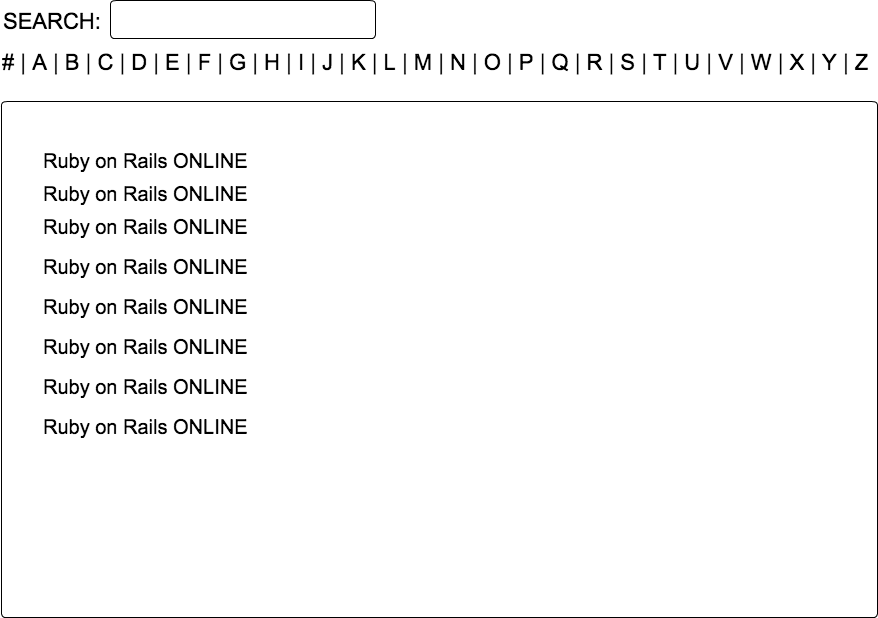 SEARCH:
# | A | B | C | D | E | F | G | H | I | J | K | L | M | N | O | P | Q | R | S | T | U | V | W | X | Y | Z
Ruby on Rails ONLINE
Ruby on Rails ONLINE
Ruby on Rails ONLINE
Ruby on Rails ONLINE
Ruby on Rails ONLINE
Ruby on Rails ONLINE
Ruby on Rails ONLINE
Ruby on Rails ONLINE